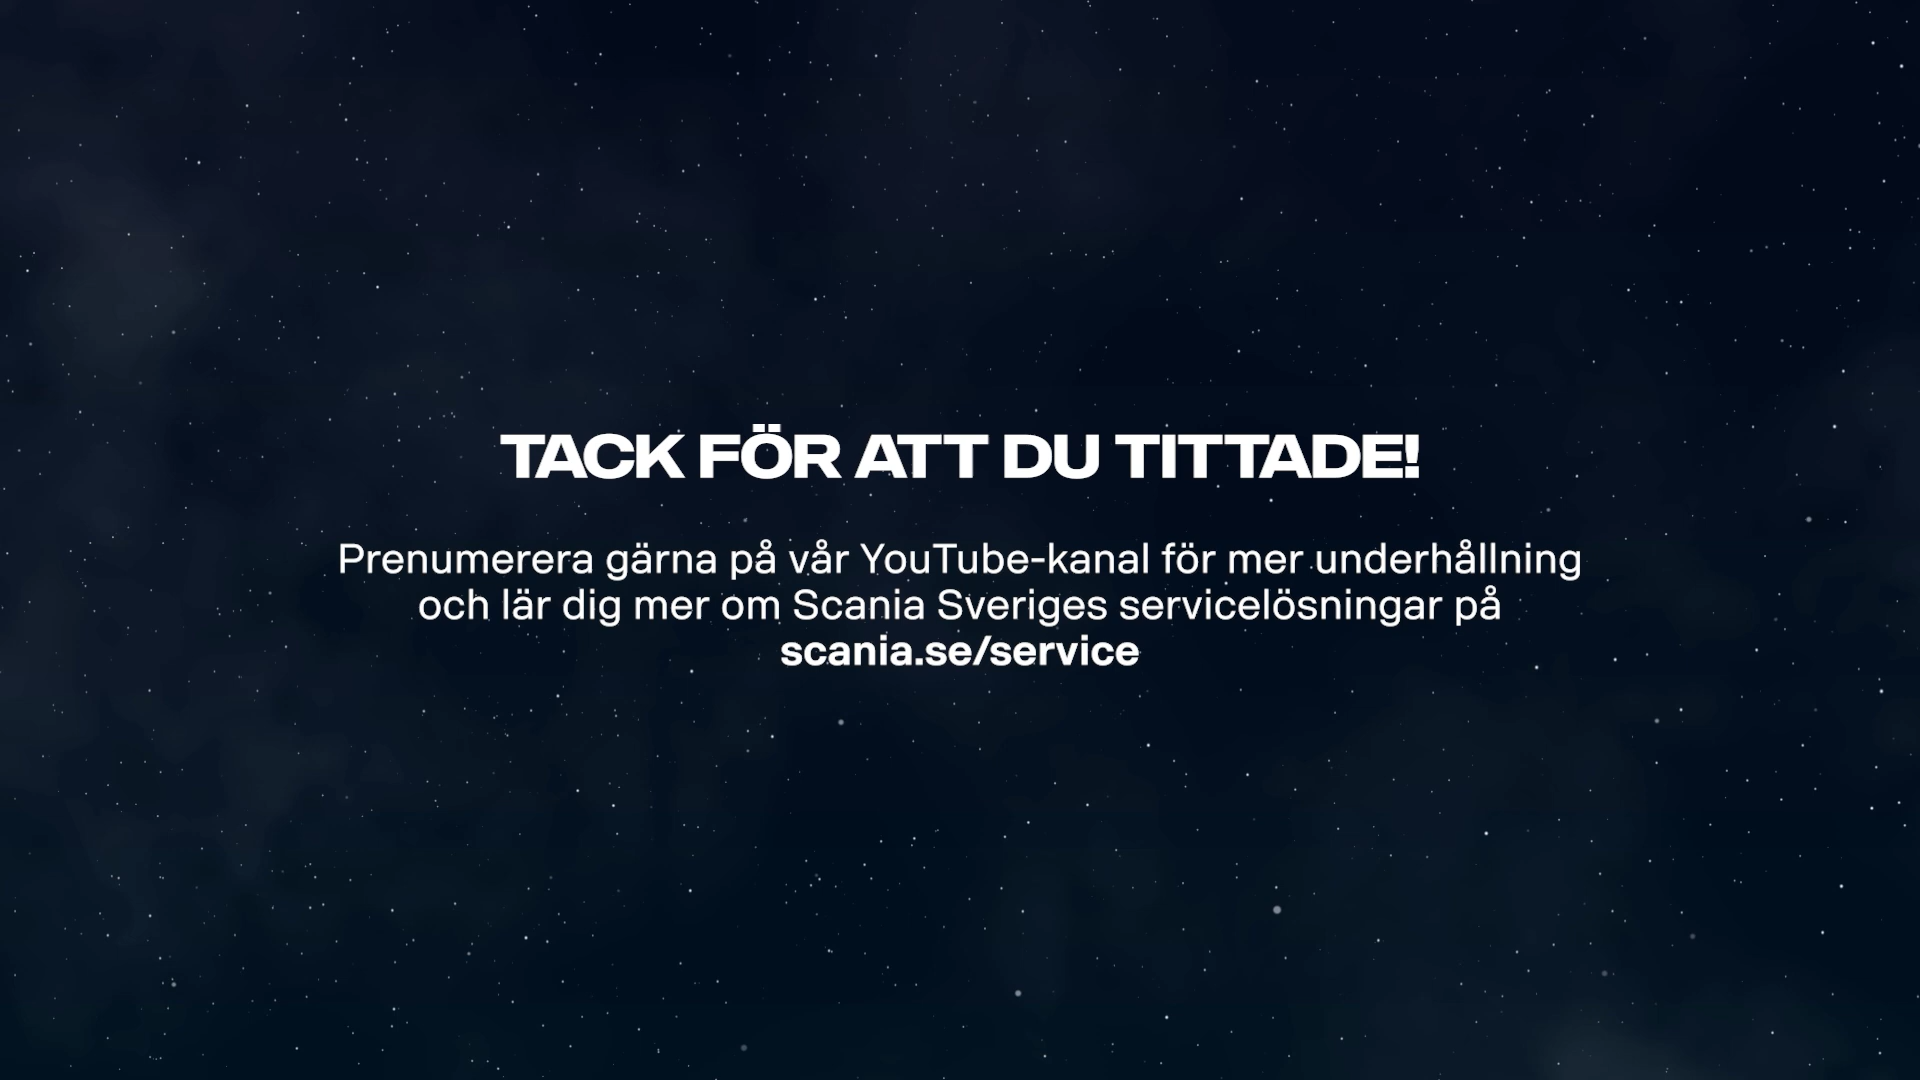 TACK FÖR ATT DU TITTADE!
Prenumerera gärna på vår YouTube-kanal för mer underhållning
och lär dig mer om Scania Sveriges servicelösningar på
scania.se/service